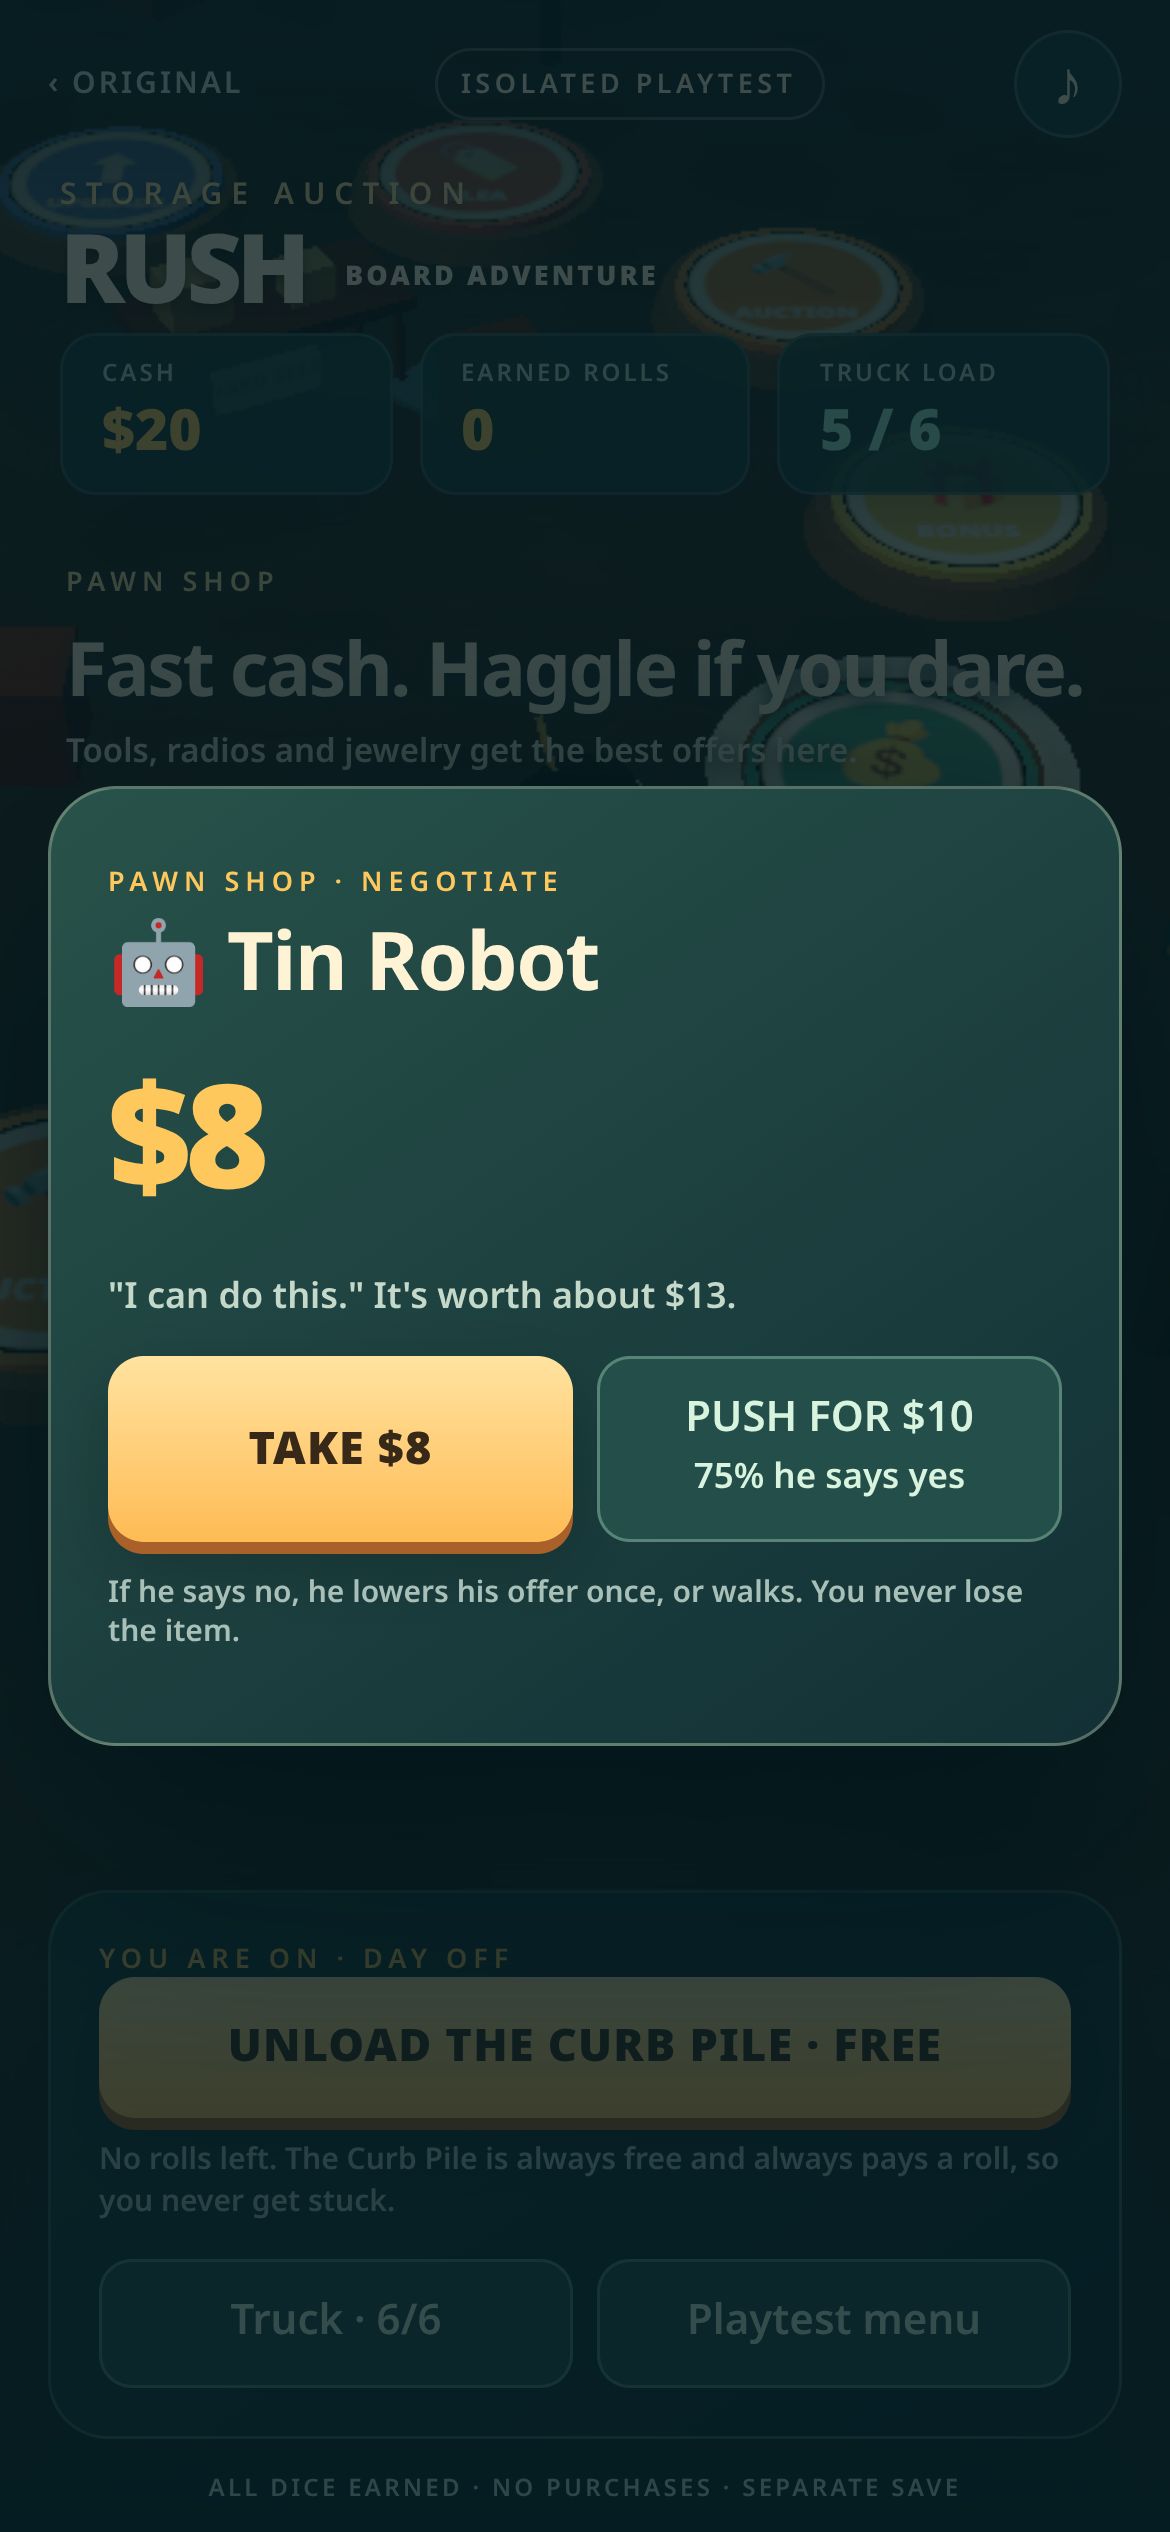 ‹ ORIGINAL
ISOLATED PLAYTEST
STORAGE AUCTION
RUSH BOARD ADVENTURE
AUCTION
CASH
$20
EARNED ROLLS
0
TRUCK LOAD
5 / 6
BONUS
PAWN SHOP
Fast cash. Haggle if you dare.
Tools, radios and jewelry get the best offers here.
PAWN SHOP · NEGOTIATE
Tin Robot
$8
"I can do this." It's worth about $13.
TAKE $8
PUSH FOR $10
75% he says yes
If he says no, he lowers his offer once, or walks. You never lose
the item.
YOU ARE ON · DAY OFF
UNLOAD THE CURB PILE · FREE
No rolls left. The Curb Pile is always free and always pays a roll, so
you never get stuck.
Truck · 6/6
Playtest menu
ALL DICE EARNED · NO PURCHASES · SEPARATE SAVE